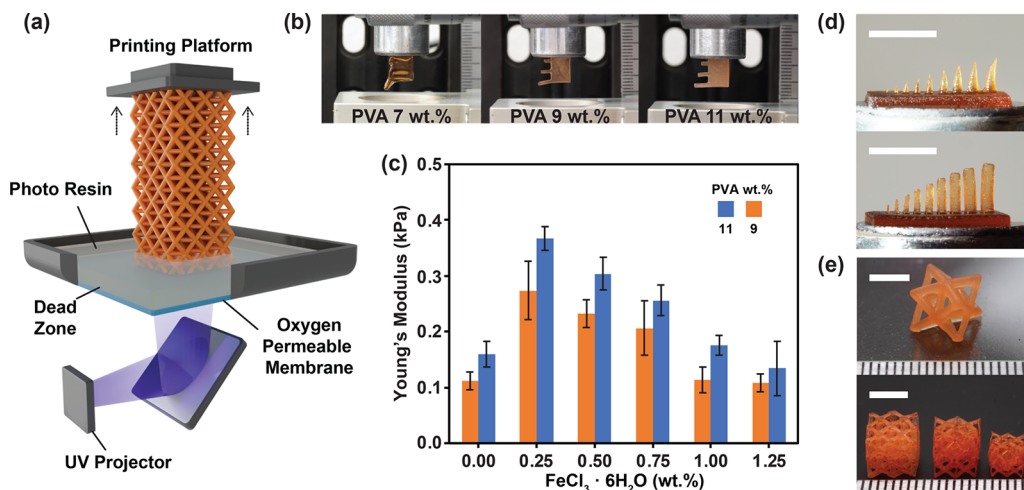 (a)
Printing Platform
Photo Resin
Dead
Zone
Oxygen
Permeable
Membrane
UV Projector
(b)
PVA 7 wt.%
PVA 9 wt.%
PVA 11 wt.%
(c)
Young's Modulus (kPa)
0.5
0.4
0.3
0.2
0.1
0.0
PVA wt.%
11 9
0.00 0.25 0.50 0.75 1.00 1.25
FeCl₃ · 6H₂O (wt.%)
(d)
(e)